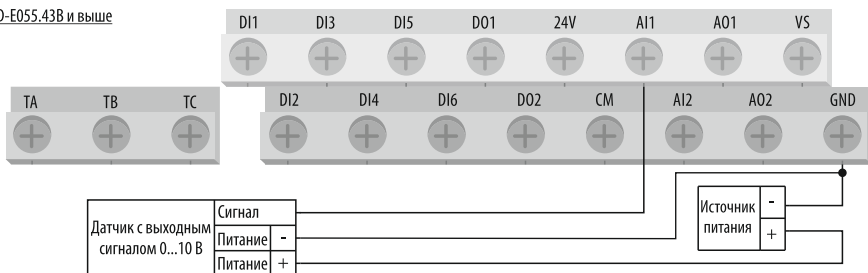 D-E055.43B и выше
DI1 DI3 DI5 DO1 24V AI1 AO1 VS
TA TB TC DI2 DI4 DI6 DO2 CM AI2 AO2 GND
Датчик с выходным
сигналом 0...10 В
Сигнал
Питание -
Питание +
Источник
питания
-
+